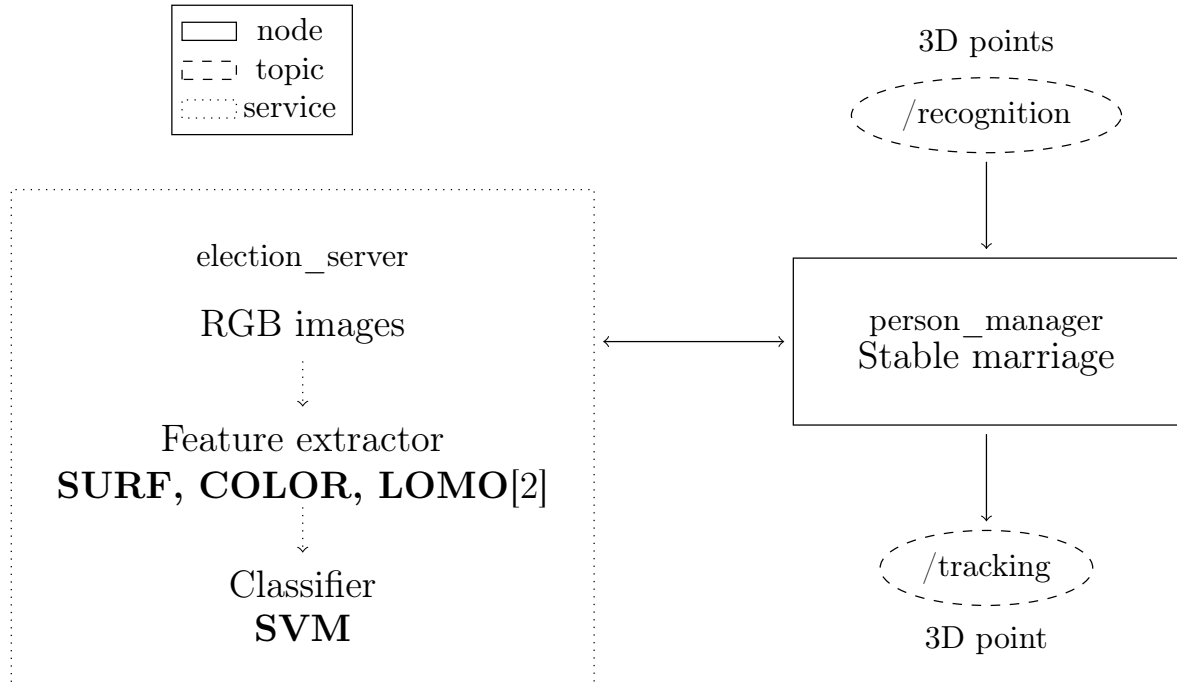 node
topic
service
3D points
/recognition
election_server
RGB images
Feature extractor
SURF, COLOR, LOMO[2]
Classifier
SVM
person_manager
Stable marriage
/tracking
3D point